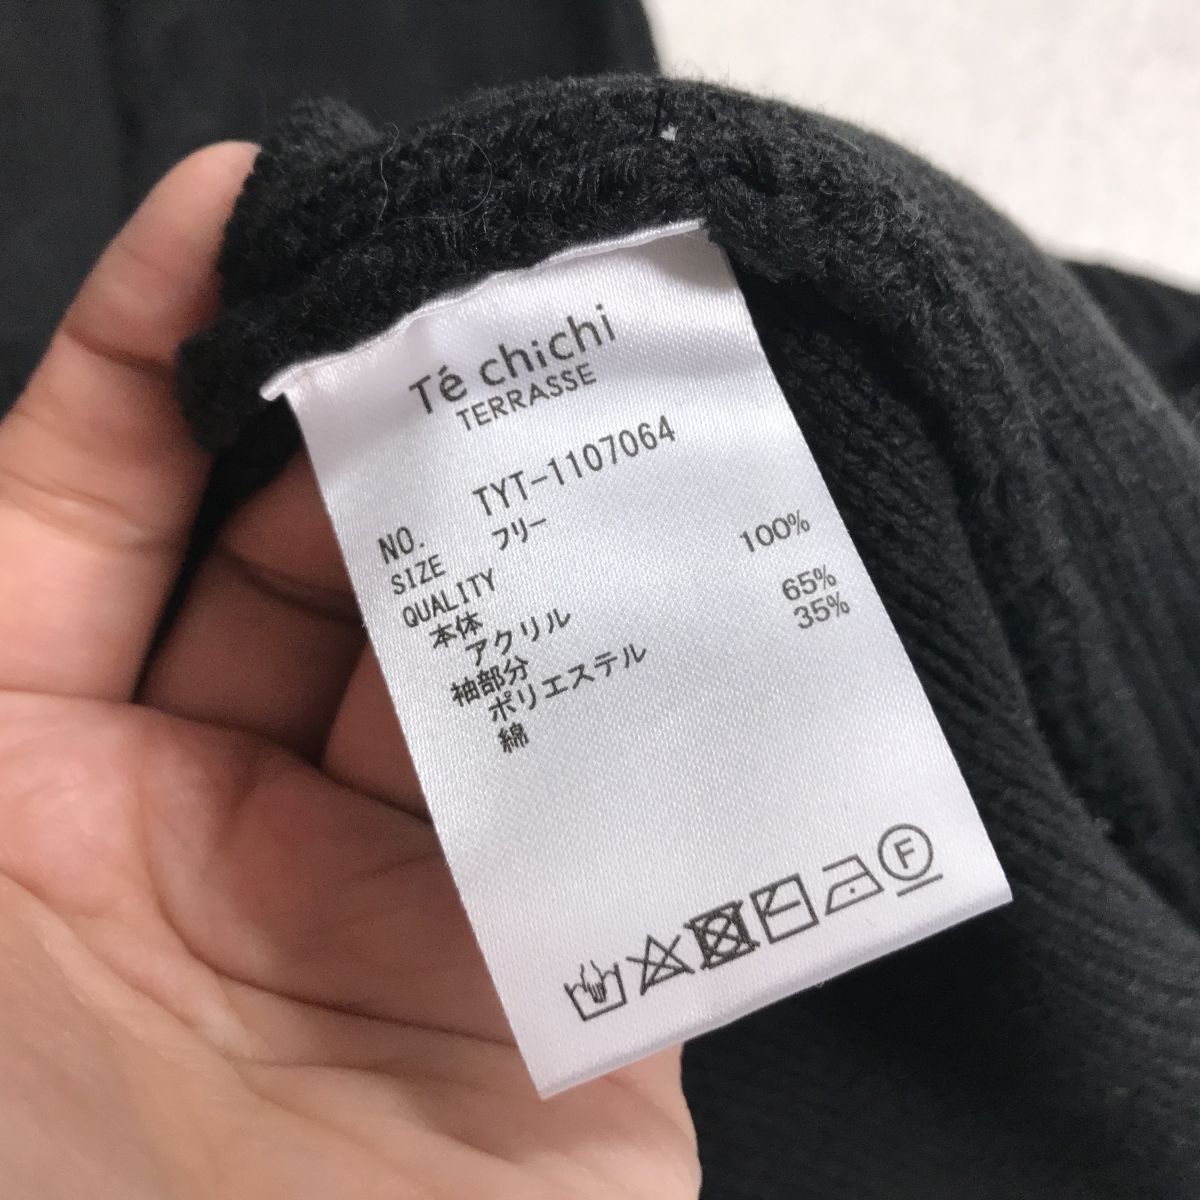 Té chichi
TERRASSE
NO. TYT-1107064
SIZE フリー
QUALITY
本体
アクリル 100%
袖部分
ポリエステル 65%
綿 35%
F